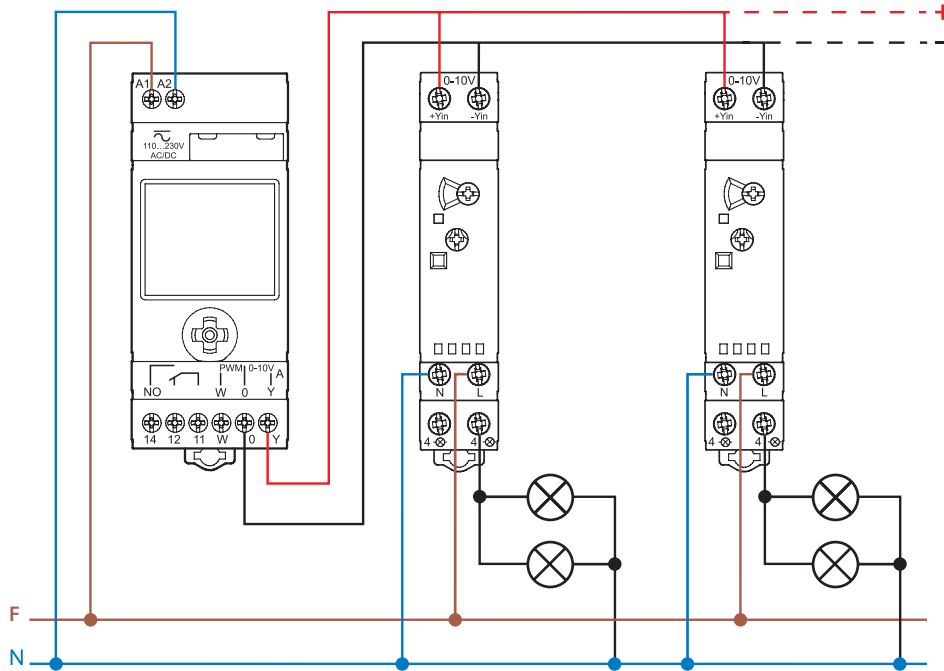 +
-
A1 A2
110...230V
AC/DC
0-10V
+Yin -Yin
0-10V
+Yin -Yin
PWM 0-10V A
NO W 0 Y
14 12 11 W 0 Y
N L
4 4
N L
4 4
F
N